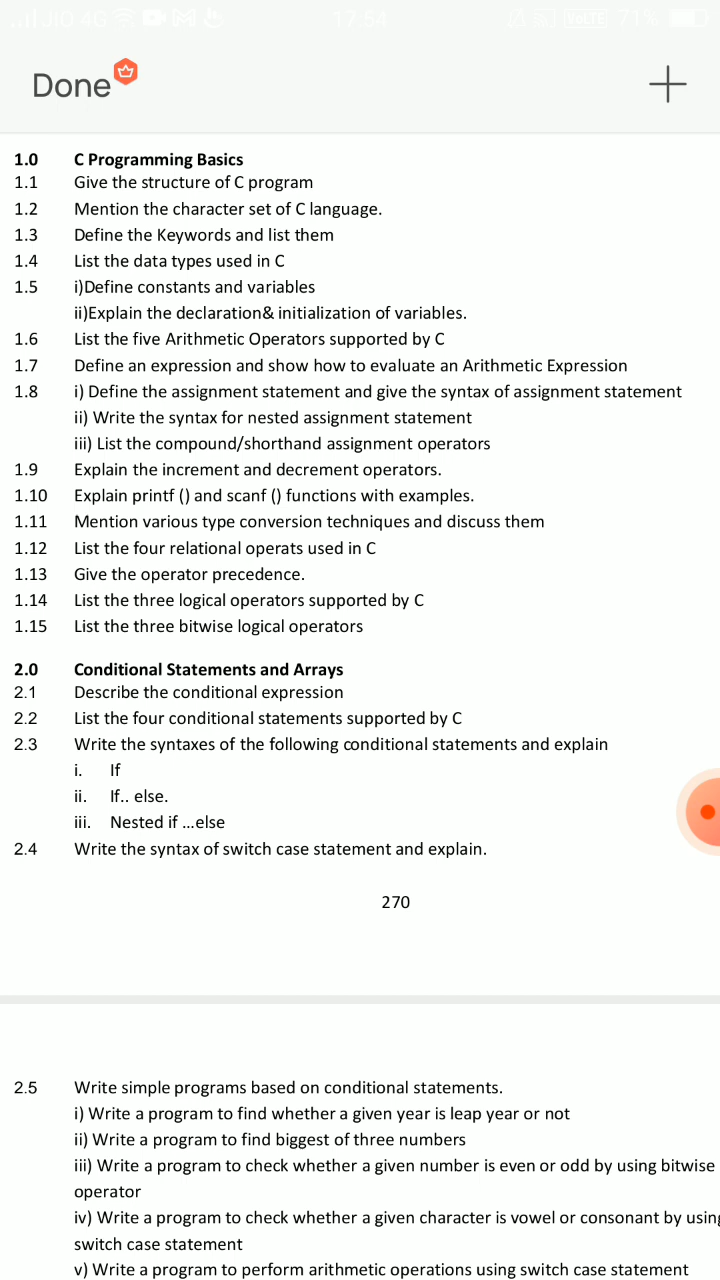 JIO 4G 17:54 VoLTE 71%
Done
1.0 C Programming Basics
1.1 Give the structure of C program
1.2 Mention the character set of C language.
1.3 Define the Keywords and list them
1.4 List the data types used in C
1.5 i)Define constants and variables
ii)Explain the declaration& initialization of variables.
1.6 List the five Arithmetic Operators supported by C
1.7 Define an expression and show how to evaluate an Arithmetic Expression
1.8 i) Define the assignment statement and give the syntax of assignment statement
ii) Write the syntax for nested assignment statement
iii) List the compound/shorthand assignment operators
1.9 Explain the increment and decrement operators.
1.10 Explain printf () and scanf () functions with examples.
1.11 Mention various type conversion techniques and discuss them
1.12 List the four relational operats used in C
1.13 Give the operator precedence.
1.14 List the three logical operators supported by C
1.15 List the three bitwise logical operators
2.0 Conditional Statements and Arrays
2.1 Describe the conditional expression
2.2 List the four conditional statements supported by C
2.3 Write the syntaxes of the following conditional statements and explain
i. If
ii. If.. else.
iii. Nested if ...else
2.4 Write the syntax of switch case statement and explain.
270
2.5 Write simple programs based on conditional statements.
i) Write a program to find whether a given year is leap year or not
ii) Write a program to find biggest of three numbers
iii) Write a program to check whether a given number is even or odd by using bitwise
operator
iv) Write a program to check whether a given character is vowel or consonant by usin
switch case statement
v) Write a program to perform arithmetic operations using switch case statement